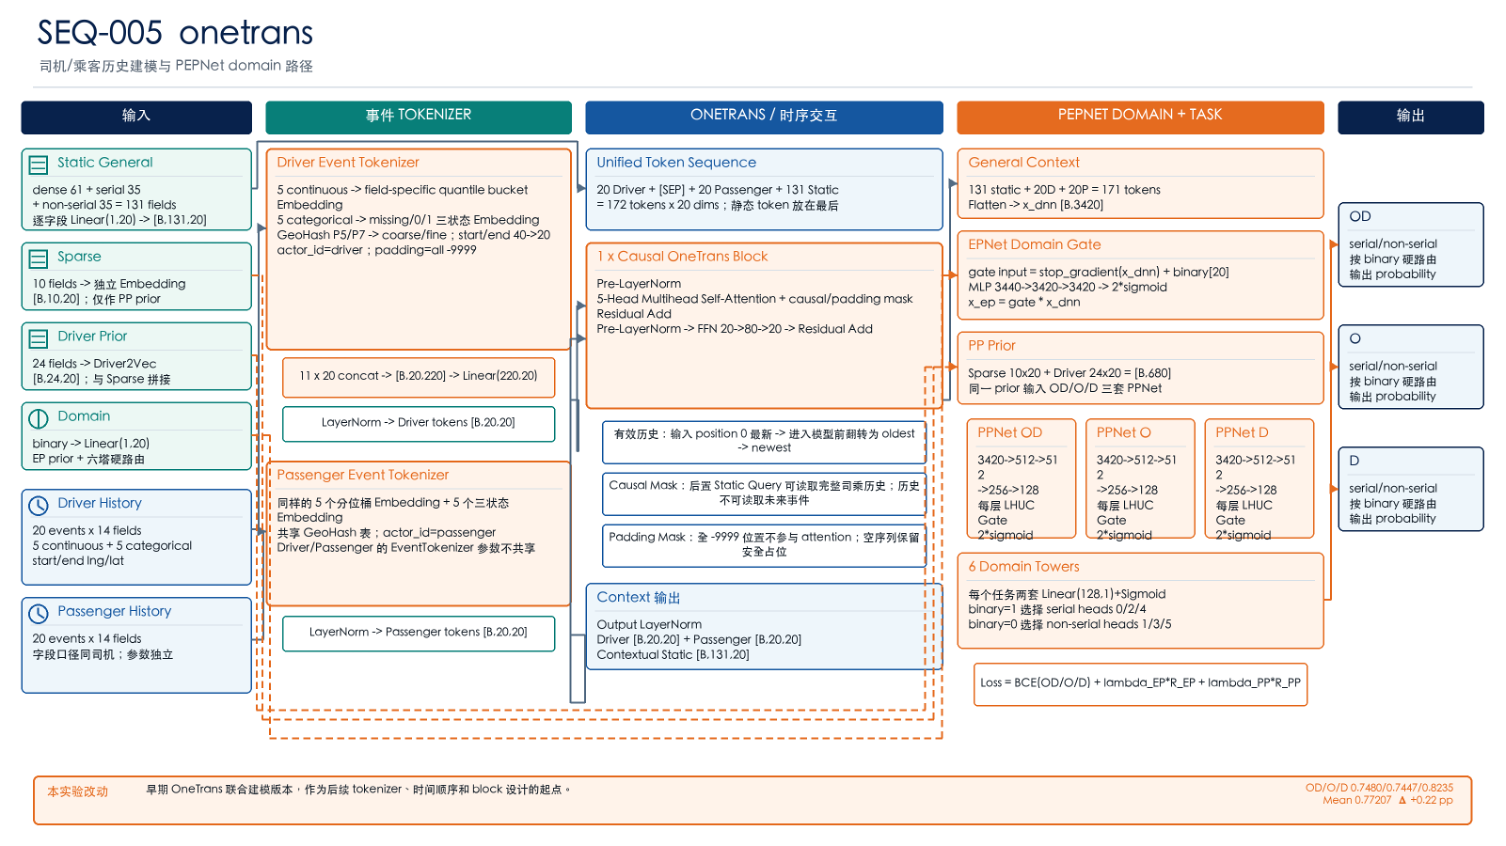 SEQ-005 onetrans
司机/乘客历史建模与 PEPNet domain 路径
输入
事件 TOKENIZER
ONETRANS / 时序交互
PEPNET DOMAIN + TASK
输出
Static General
dense 61 + serial 35
+ non-serial 35 = 131 fields
逐字段 Linear(1,20) -> [B,131,20]
Sparse
10 fields -> 独立 Embedding
[B,10,20]；仅作 PP prior
Driver Prior
24 fields -> Driver2Vec
[B,24,20]；与 Sparse 拼接
Domain
binary -> Linear(1,20)
EP prior + 六塔硬路由
Driver History
20 events x 14 fields
5 continuous + 5 categorical
start/end lng/lat
Passenger History
20 events x 14 fields
字段口径同司机；参数独立
Driver Event Tokenizer
5 continuous -> field-specific quantile bucket
Embedding
5 categorical -> missing/0/1 三状态 Embedding
GeoHash P5/P7 -> coarse/fine；start/end 40->20
actor_id=driver；padding=all -9999
11 x 20 concat -> [B,20,220] -> Linear(220,20)
LayerNorm -> Driver tokens [B,20,20]
Passenger Event Tokenizer
同样的 5 个分位桶 Embedding + 5 个三状态
Embedding
共享 GeoHash 表；actor_id=passenger
Driver/Passenger 的 EventTokenizer 参数不共享
LayerNorm -> Passenger tokens [B,20,20]
Unified Token Sequence
20 Driver + [SEP] + 20 Passenger + 131 Static
= 172 tokens x 20 dims；静态 token 放在最后
1 x Causal OneTrans Block
Pre-LayerNorm
5-Head Multihead Self-Attention + causal/padding mask
Residual Add
Pre-LayerNorm -> FFN 20->80->20 -> Residual Add
有效历史：输入 position 0 最新 -> 进入模型前翻转为 oldest
-> newest
Causal Mask：后置 Static Query 可读取完整司乘历史；历史
不可读取未来事件
Padding Mask：全 -9999 位置不参与 attention；空序列保留
安全占位
Context 输出
Output LayerNorm
Driver [B,20,20] + Passenger [B,20,20]
Contextual Static [B,131,20]
General Context
131 static + 20D + 20P = 171 tokens
Flatten -> x_dnn [B,3420]
EPNet Domain Gate
gate input = stop_gradient(x_dnn) + binary[20]
MLP 3440->3420->3420 -> 2*sigmoid
x_ep = gate * x_dnn
PP Prior
Sparse 10x20 + Driver 24x20 = [B,680]
同一 prior 输入 OD/O/D 三套 PPNet
PPNet OD
3420->512->51
2
->256->128
每层 LHUC
Gate
2*sigmoid
PPNet O
3420->512->51
2
->256->128
每层 LHUC
Gate
2*sigmoid
PPNet D
3420->512->51
2
->256->128
每层 LHUC
Gate
2*sigmoid
6 Domain Towers
每个任务两套 Linear(128,1)+Sigmoid
binary=1 选择 serial heads 0/2/4
binary=0 选择 non-serial heads 1/3/5
Loss = BCE(OD/O/D) + lambda_EP*R_EP + lambda_PP*R_PP
OD
serial/non-serial
按 binary 硬路由
输出 probability
O
serial/non-serial
按 binary 硬路由
输出 probability
D
serial/non-serial
按 binary 硬路由
输出 probability
本实验改动
早期 OneTrans 联合建模版本，作为后续 tokenizer、时间顺序和 block 设计的起点。
OD/O/D 0.7480/0.7447/0.8235
Mean 0.77207 Δ +0.22 pp